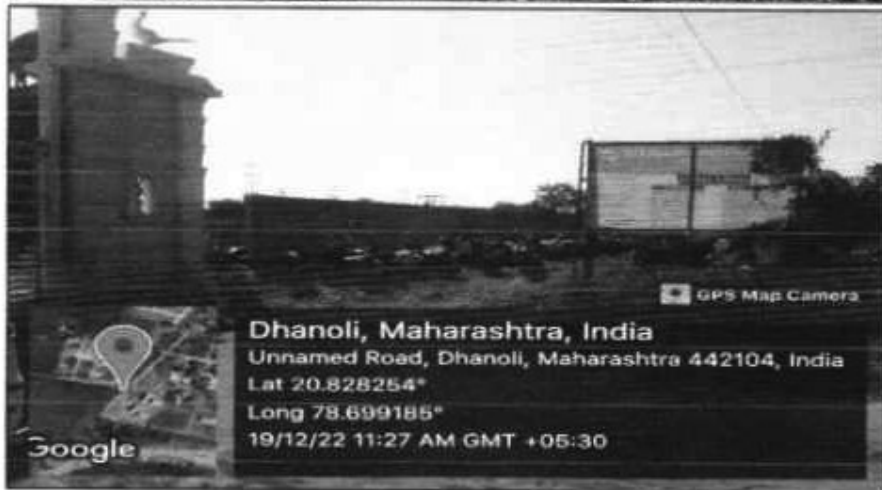 GPS Map Camera
Dhanoli, Maharashtra, India
Unnamed Road, Dhanoli, Maharashtra 442104, India
Lat 20.828254°
Long 78.699185°
19/12/22 11:27 AM GMT +05:30
Google